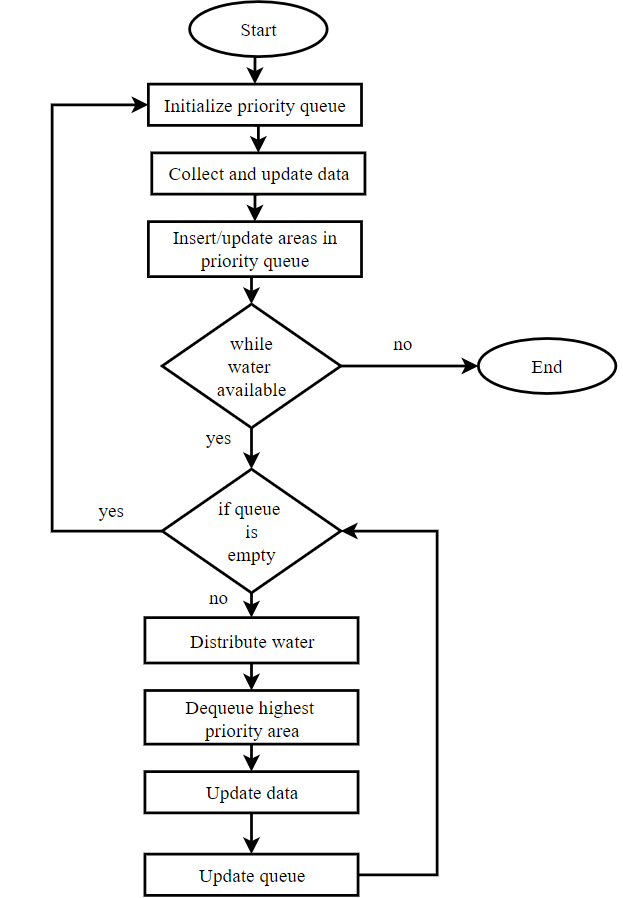 Start
Initialize priority queue
Collect and update data
Insert/update areas in
priority queue
while
water
available
no
End
yes
if queue
is
empty
yes
no
Distribute water
Dequeue highest
priority area
Update data
Update queue